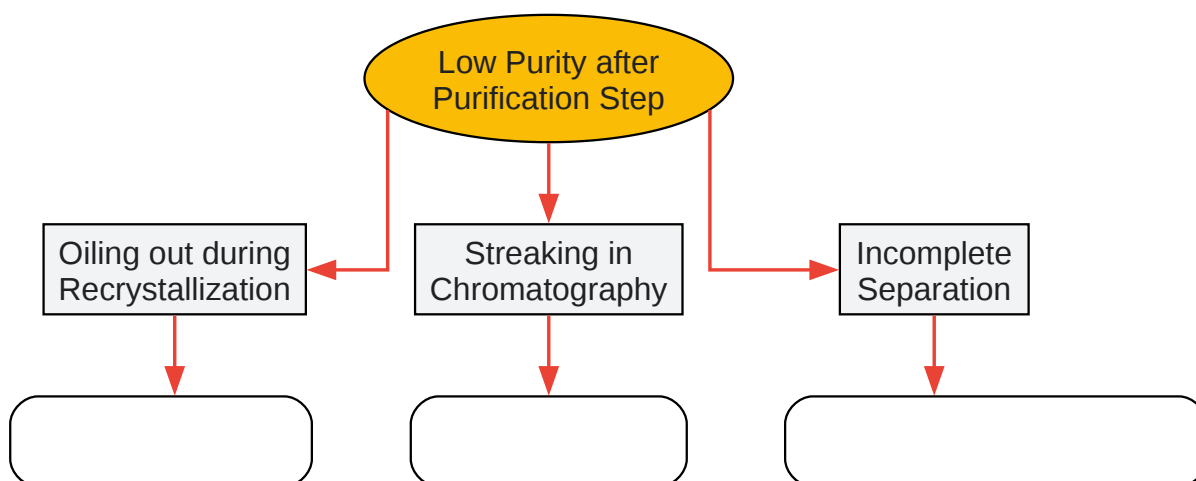 Low Purity after
Purification Step
Oiling out during
Recrystallization
Streaking in
Chromatography
Incomplete
Separation